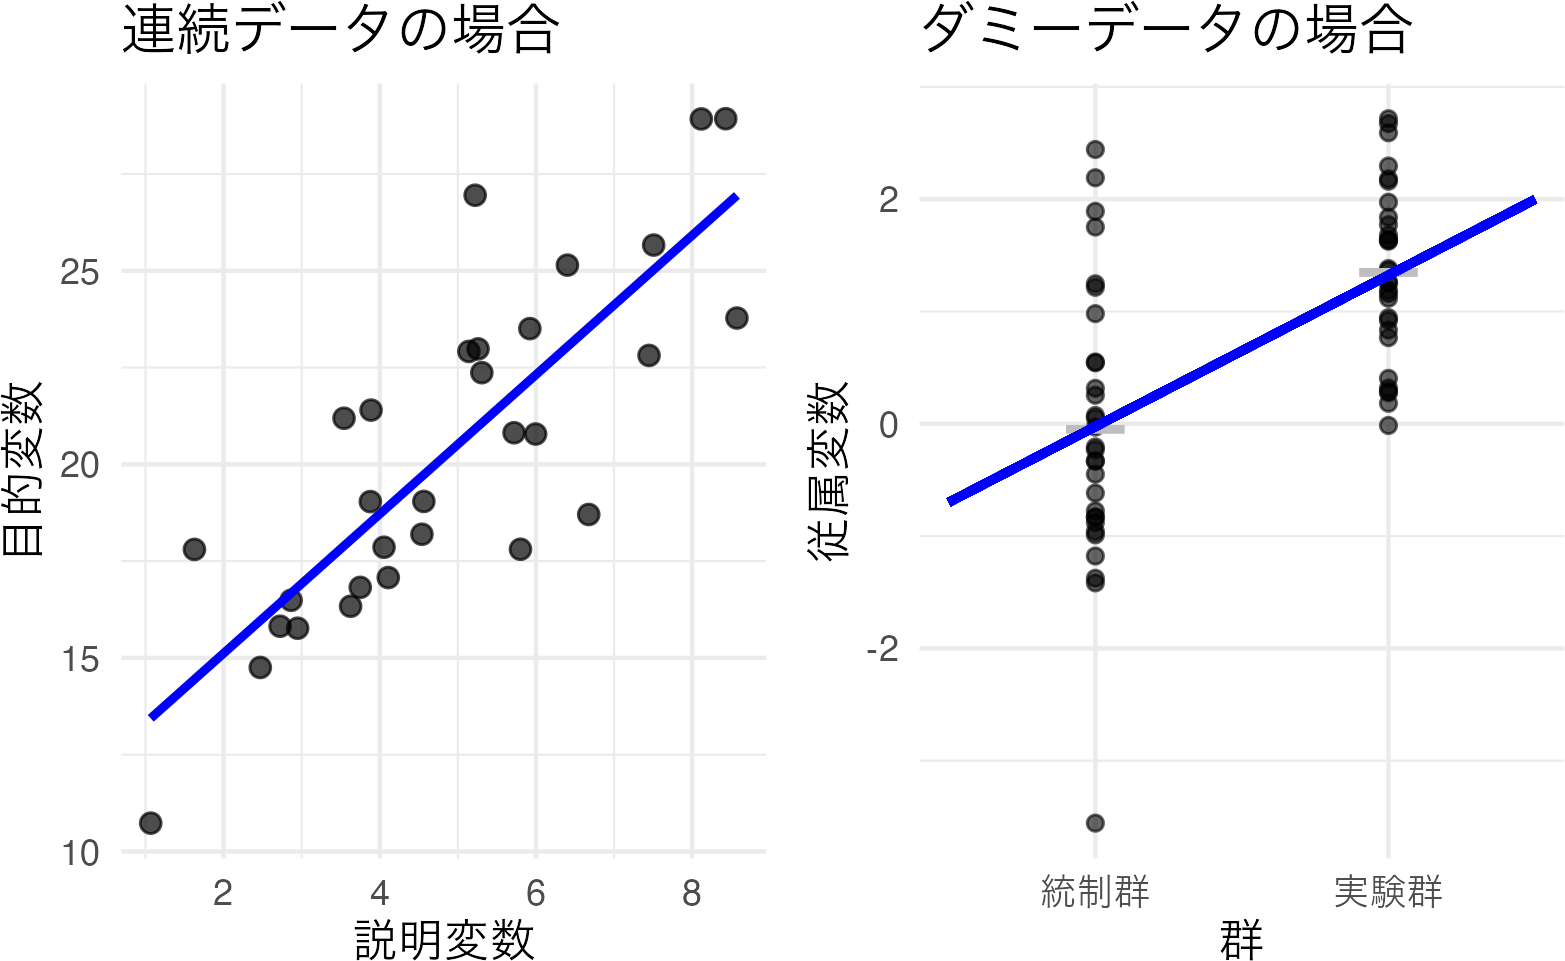 連続データの場合
目的変数
25
20
15
10
2 4 6 8
説明変数
ダミーデータの場合
従属変数
2
0
-2
統制群 実験群
群